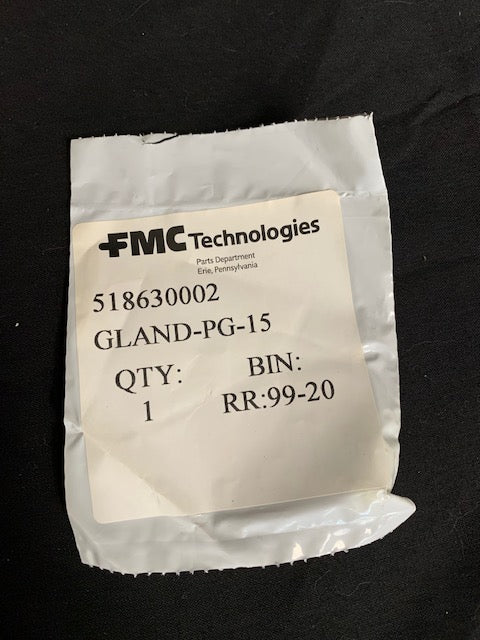 FMC Technologies
Parts Department
Erie, Pennsylvania
518630002
GLAND-PG-15
QTY: BIN:
1 RR:99-20